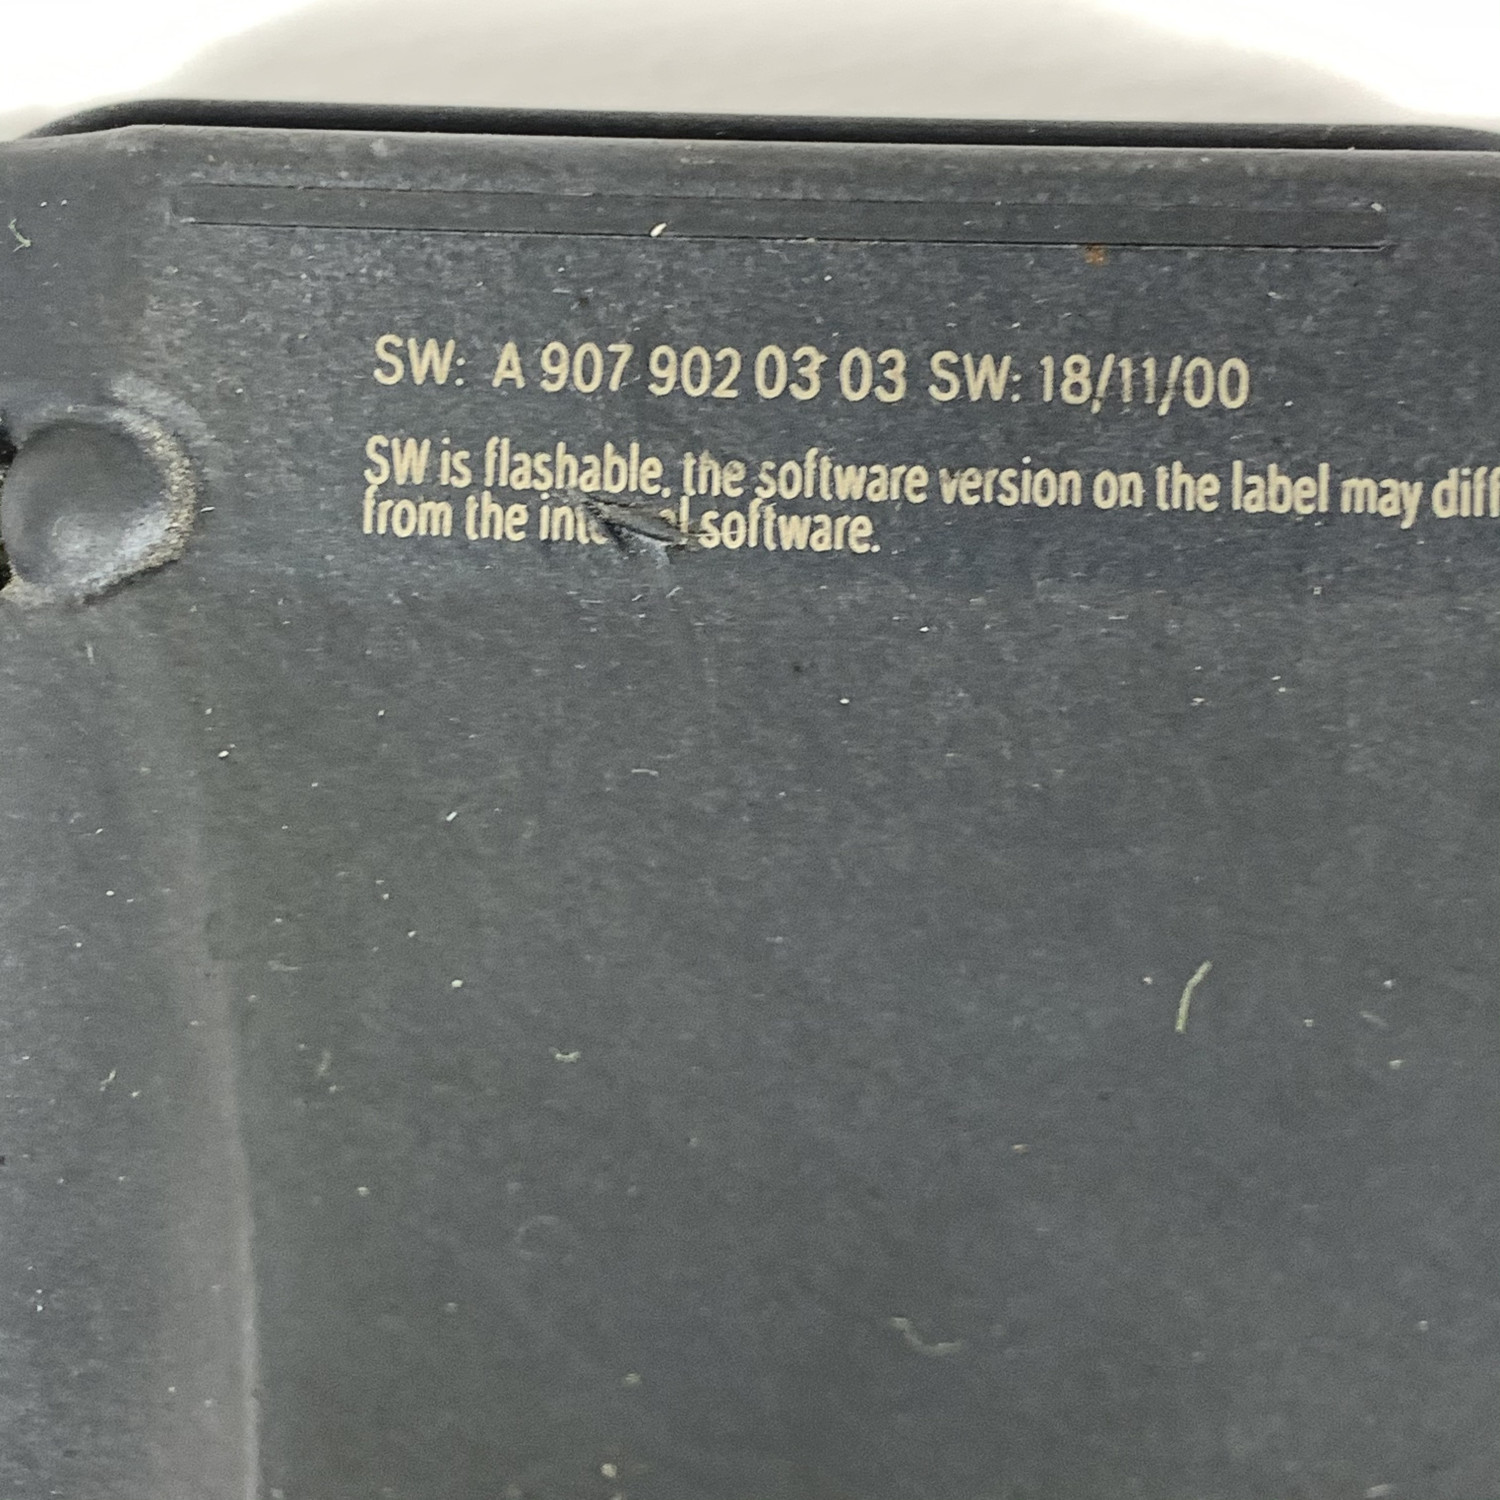 SW: A 907 902 03 03 SW: 18/11/00
SW is flashable, the software version on the label may diff
from the software.